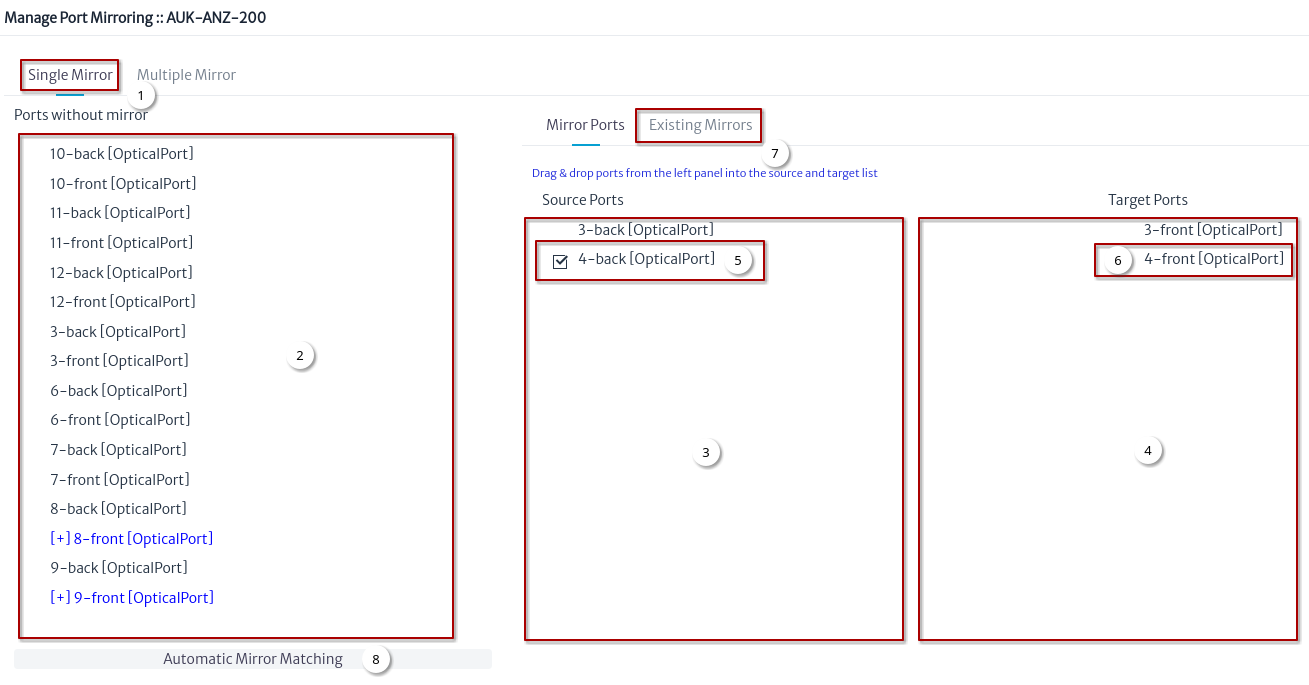 Manage Port Mirroring :: AUK-ANZ-200
Single Mirror
Multiple Mirror
1
Ports without mirror
10-back [OpticalPort]
10-front [OpticalPort]
11-back [OpticalPort]
11-front [OpticalPort]
12-back [OpticalPort]
12-front [OpticalPort]
3-back [OpticalPort]
3-front [OpticalPort]
6-back [OpticalPort]
6-front [OpticalPort]
7-back [OpticalPort]
7-front [OpticalPort]
8-back [OpticalPort]
[+] 8-front [OpticalPort]
9-back [OpticalPort]
[+] 9-front [OpticalPort]
2
Automatic Mirror Matching
8
Mirror Ports
Existing Mirrors
7
Drag & drop ports from the left panel into the source and target list
Source Ports
3-back [OpticalPort]
4-back [OpticalPort]
5
3
Target Ports
3-front [OpticalPort]
6
4-front [OpticalPort]
4